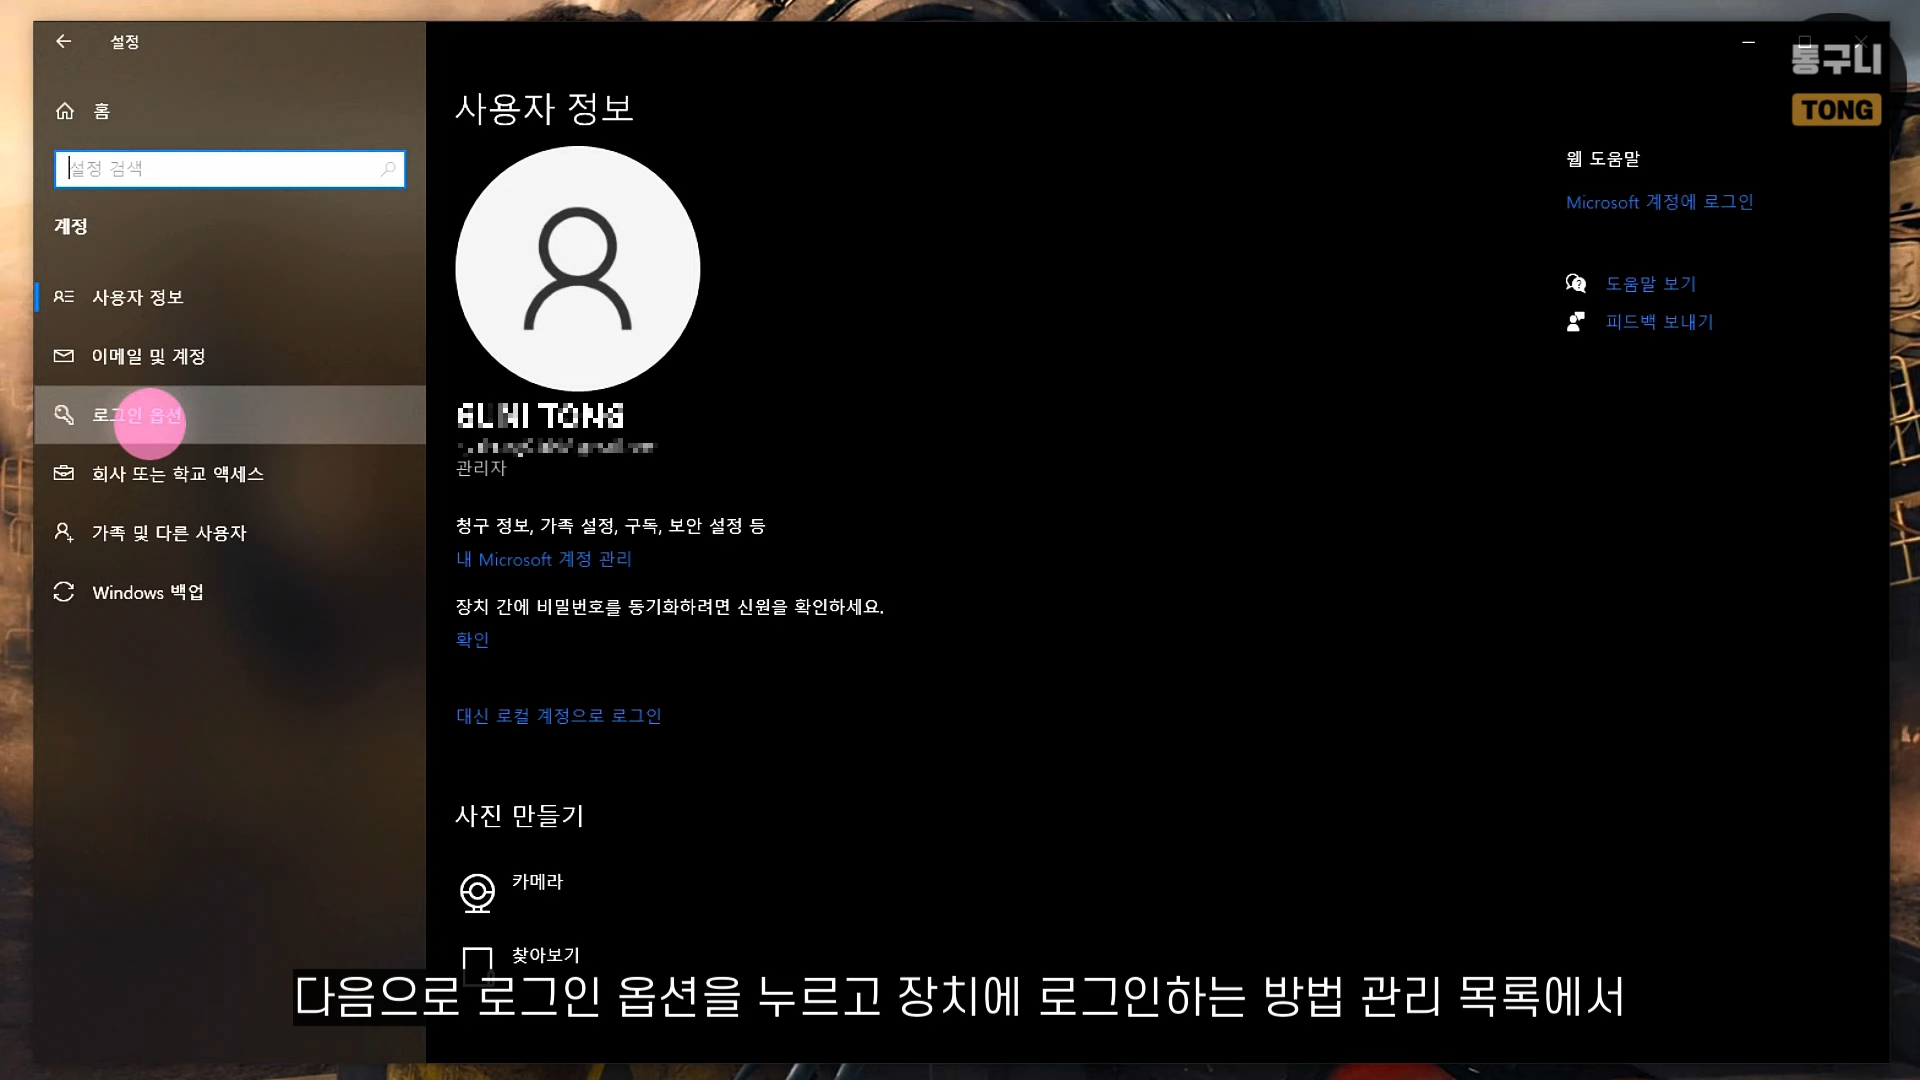 설정
홈
설정 검색
계정
사용자 정보
이메일 및 계정
로그인 옵션
회사 또는 학교 액세스
가족 및 다른 사용자
Windows 백업
사용자 정보
TONG
관리자
청구 정보, 가족 설정, 구독, 보안 설정 등
내 Microsoft 계정 관리
장치 간에 비밀번호를 동기화하려면 신원을 확인하세요.
확인
대신 로컬 계정으로 로그인
사진 만들기
카메라
찾아보기
통구니
TONG
웹 도움말
Microsoft 계정에 로그인
도움말 보기
피드백 보내기
다음으로 로그인 옵션을 누르고 장치에 로그인하는 방법 관리 목록에서